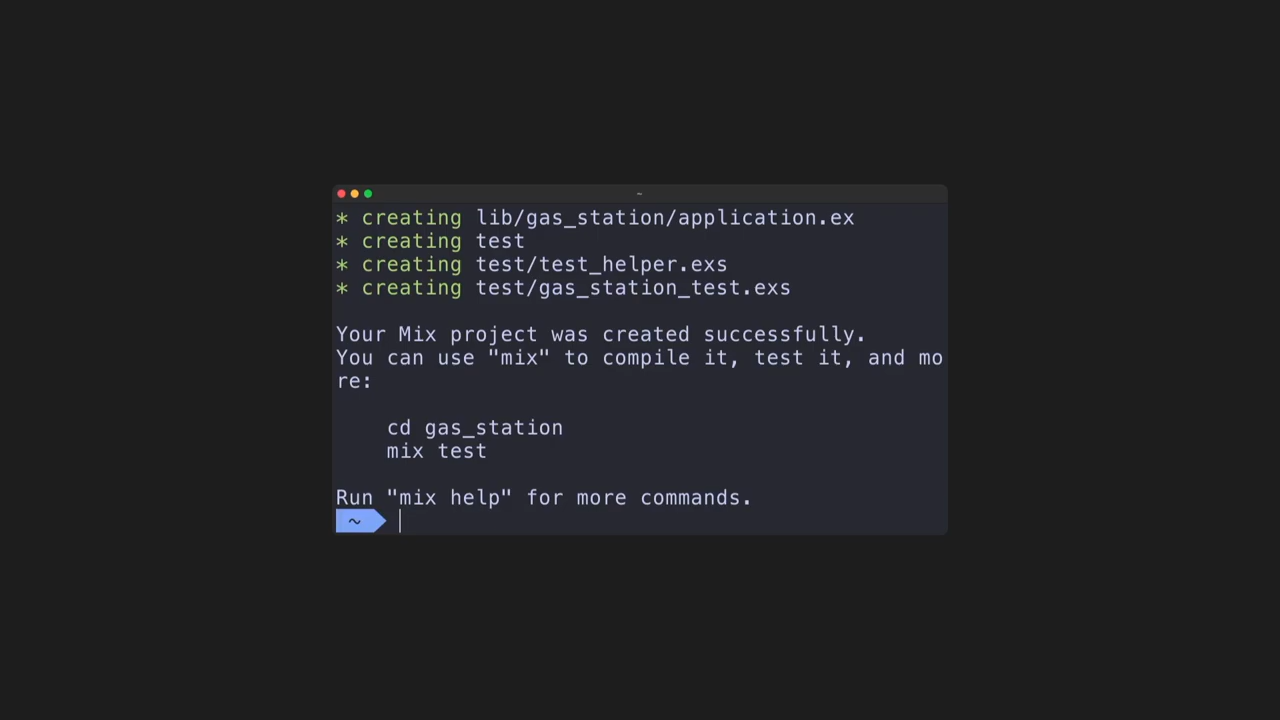 ~
* creating lib/gas_station/application.ex
* creating test
* creating test/test_helper.exs
* creating test/gas_station_test.exs
Your Mix project was created successfully.
You can use "mix" to compile it, test it, and mo
re:
cd gas_station
mix test
Run "mix help" for more commands.
~